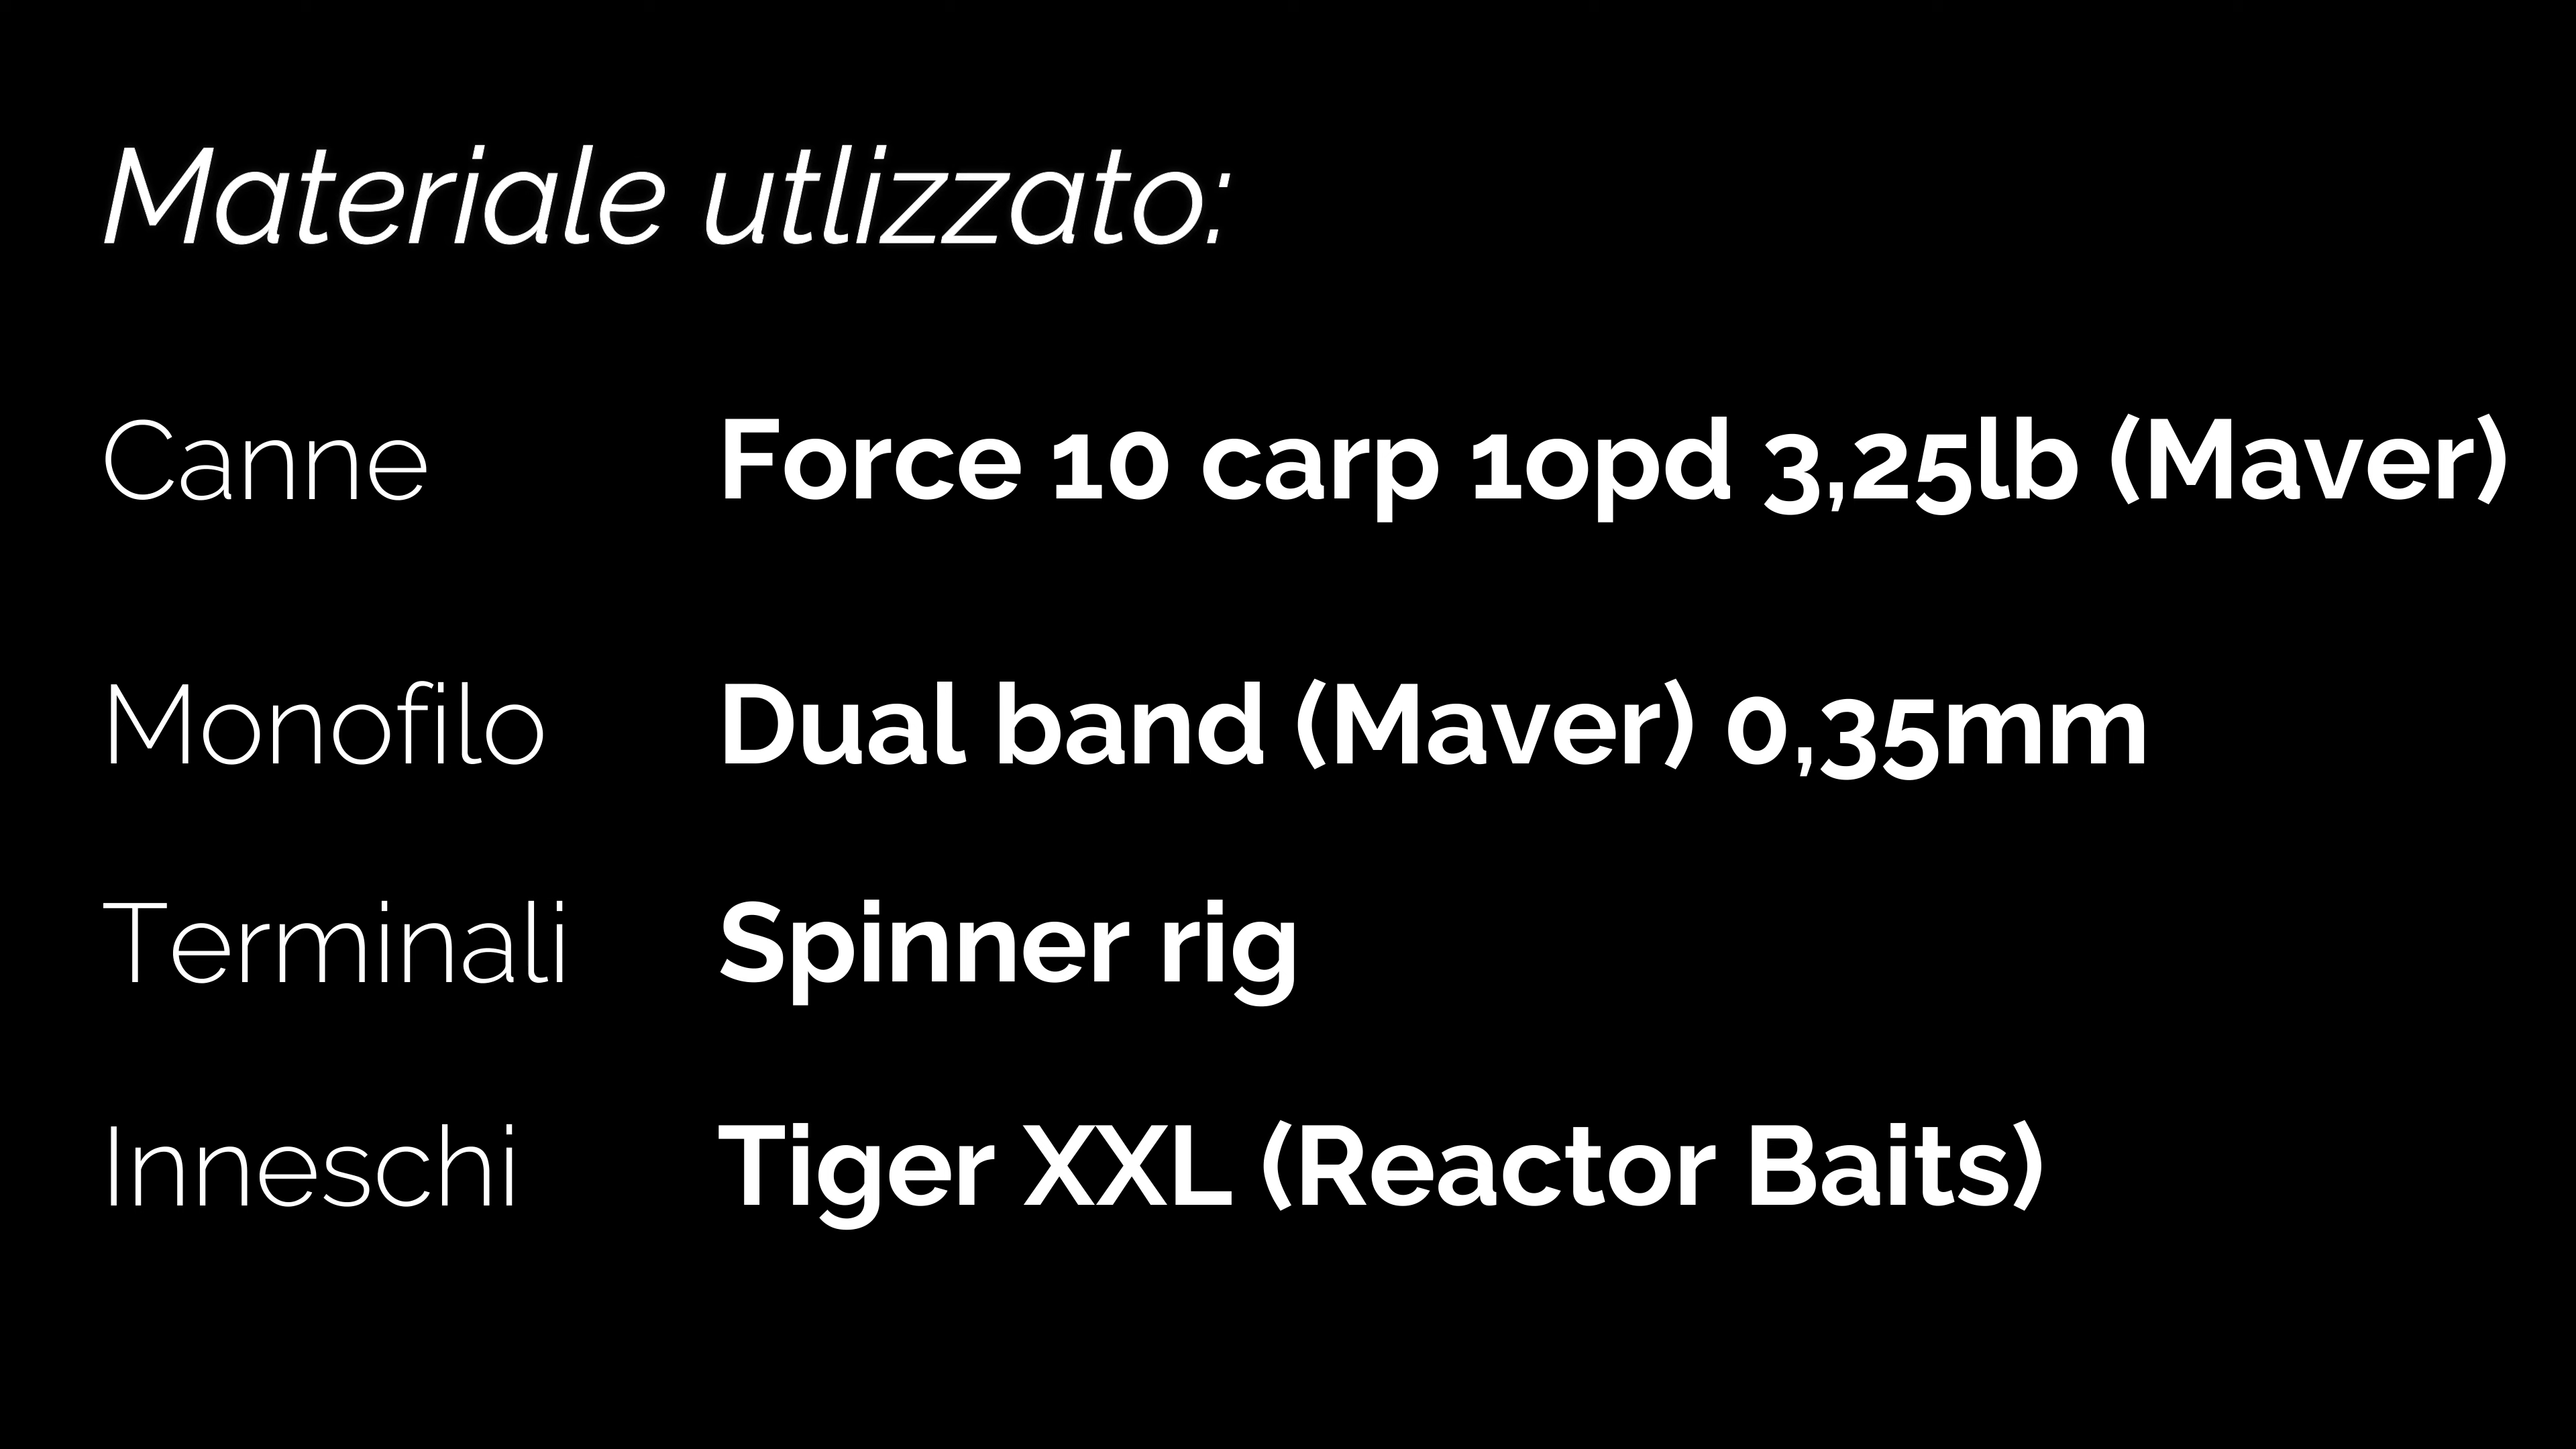 Materiale utlizzato:
Canne Force 10 carp 10pd 3,25lb (Maver)
Monofilo Dual band (Maver) 0,35mm
Terminali Spinner rig
Inneschi Tiger XXL (Reactor Baits)